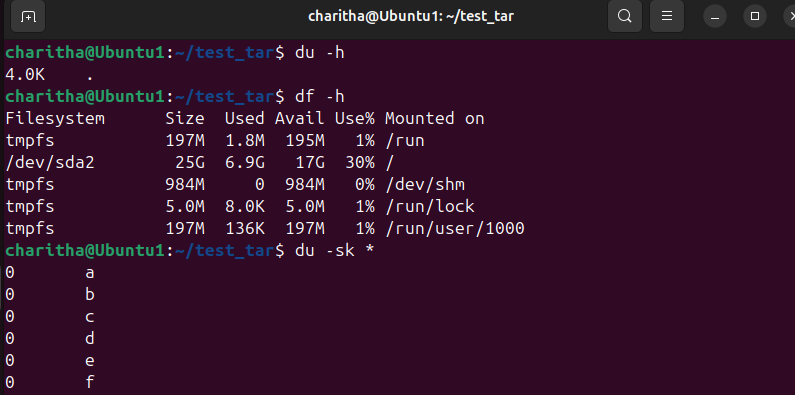 charitha@Ubuntu1: ~/test_tar
charitha@Ubuntu1:~/test_tar$ du -h
4.0K    .
charitha@Ubuntu1:~/test_tar$ df -h
Filesystem      Size  Used Avail Use% Mounted on
tmpfs           197M  1.8M  195M   1% /run
/dev/sda2        25G  6.9G   17G  30% /
tmpfs           984M     0  984M   0% /dev/shm
tmpfs           5.0M  8.0K  5.0M   1% /run/lock
tmpfs           197M  136K  197M   1% /run/user/1000
charitha@Ubuntu1:~/test_tar$ du -sk *
0       a
0       b
0       c
0       d
0       e
0       f